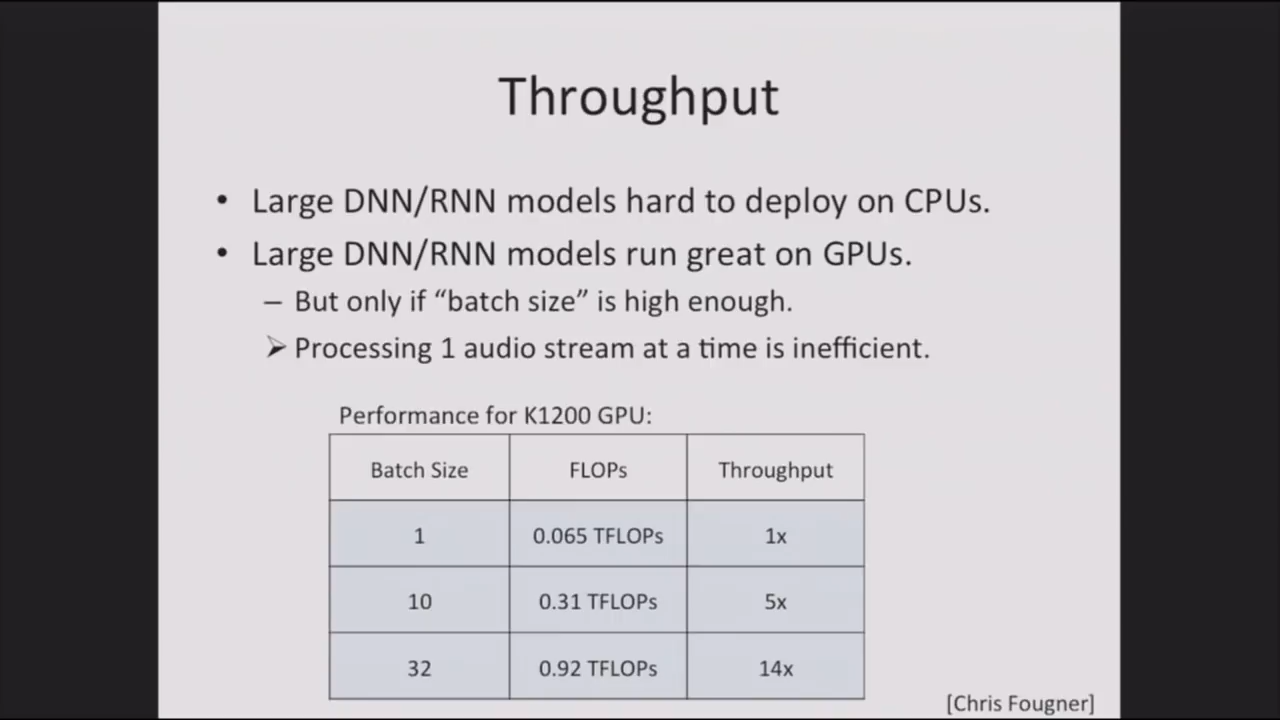 Throughput
• Large DNN/RNN models hard to deploy on CPUs.
• Large DNN/RNN models run great on GPUs.
– But only if “batch size” is high enough.
➢ Processing 1 audio stream at a time is inefficient.
Performance for K1200 GPU:
Batch Size FLOPs Throughput
1 0.065 TFLOPs 1x
10 0.31 TFLOPs 5x
32 0.92 TFLOPs 14x
[Chris Fougner]